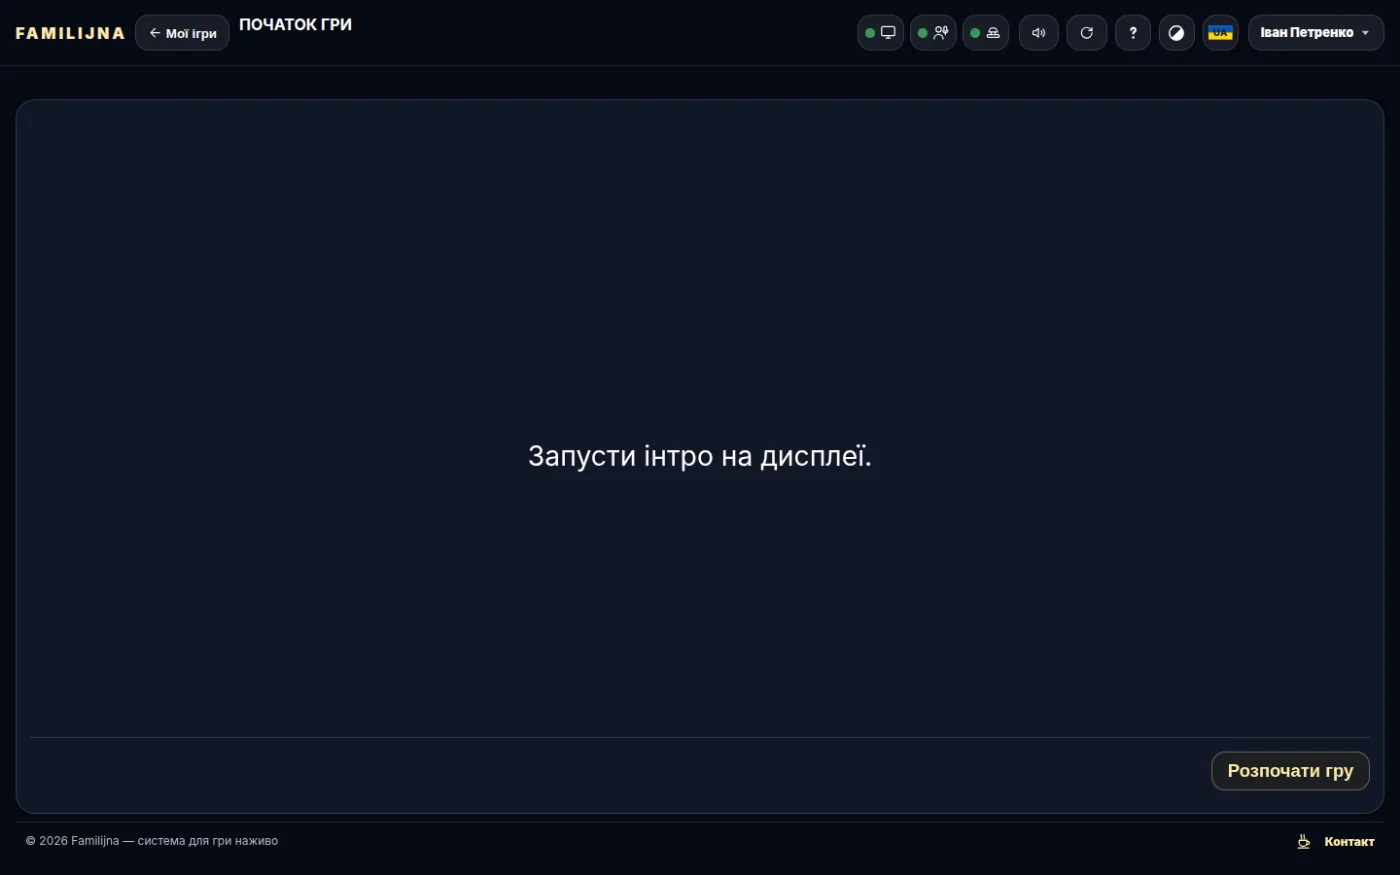 FAMILIJNA
← Мої ігри
ПОЧАТОК ГРИ
?
UA
Іван Петренко
Запусти інтро на дисплеї.
Розпочати гру
© 2026 Familijna — система для гри наживо
Контакт